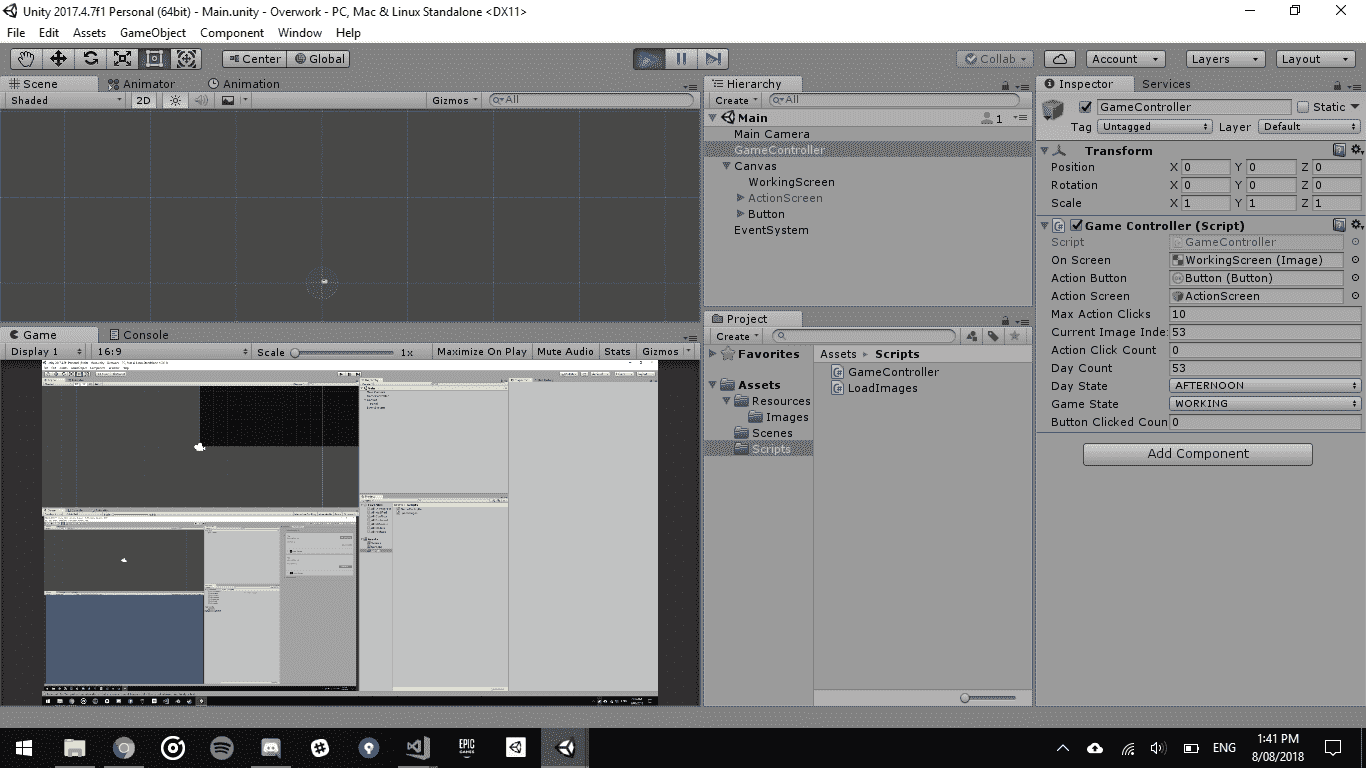 Unity 2017.4.7f1 Personal (64bit) - Main.unity - Overwork - PC, Mac & Linux Standalone <DX11>
File Edit Assets GameObject Component Window Help
Center Global Collab Account Layers Layout
Scene Animator Animation
Shaded 2D Gizmos All
Hierarchy
Create All
Main 1
Main Camera
GameController
Canvas
WorkingScreen
ActionScreen
Button
EventSystem
Inspector Services
GameController Static
Tag Untagged Layer Default
Transform
Position X 0 Y 0 Z 0
Rotation X 0 Y 0 Z 0
Scale X 1 Y 1 Z 1
Game Controller (Script)
Script GameController
On Screen WorkingScreen (Image)
Action Button Button (Button)
Action Screen ActionScreen
Max Action Clicks 10
Current Image Inde 53
Action Click Count 0
Day Count 53
Day State AFTERNOON
Game State WORKING
Button Clicked Coun 0
Add Component
Game Console
Display 1 16:9 Scale 1x Maximize On Play Mute Audio Stats Gizmos
Project
Create
Favorites
Assets
Resources
Images
Scenes
Scripts
Assets Scripts
GameController
LoadImages
EPIC GAMES
ENG
1:41 PM
8/08/2018